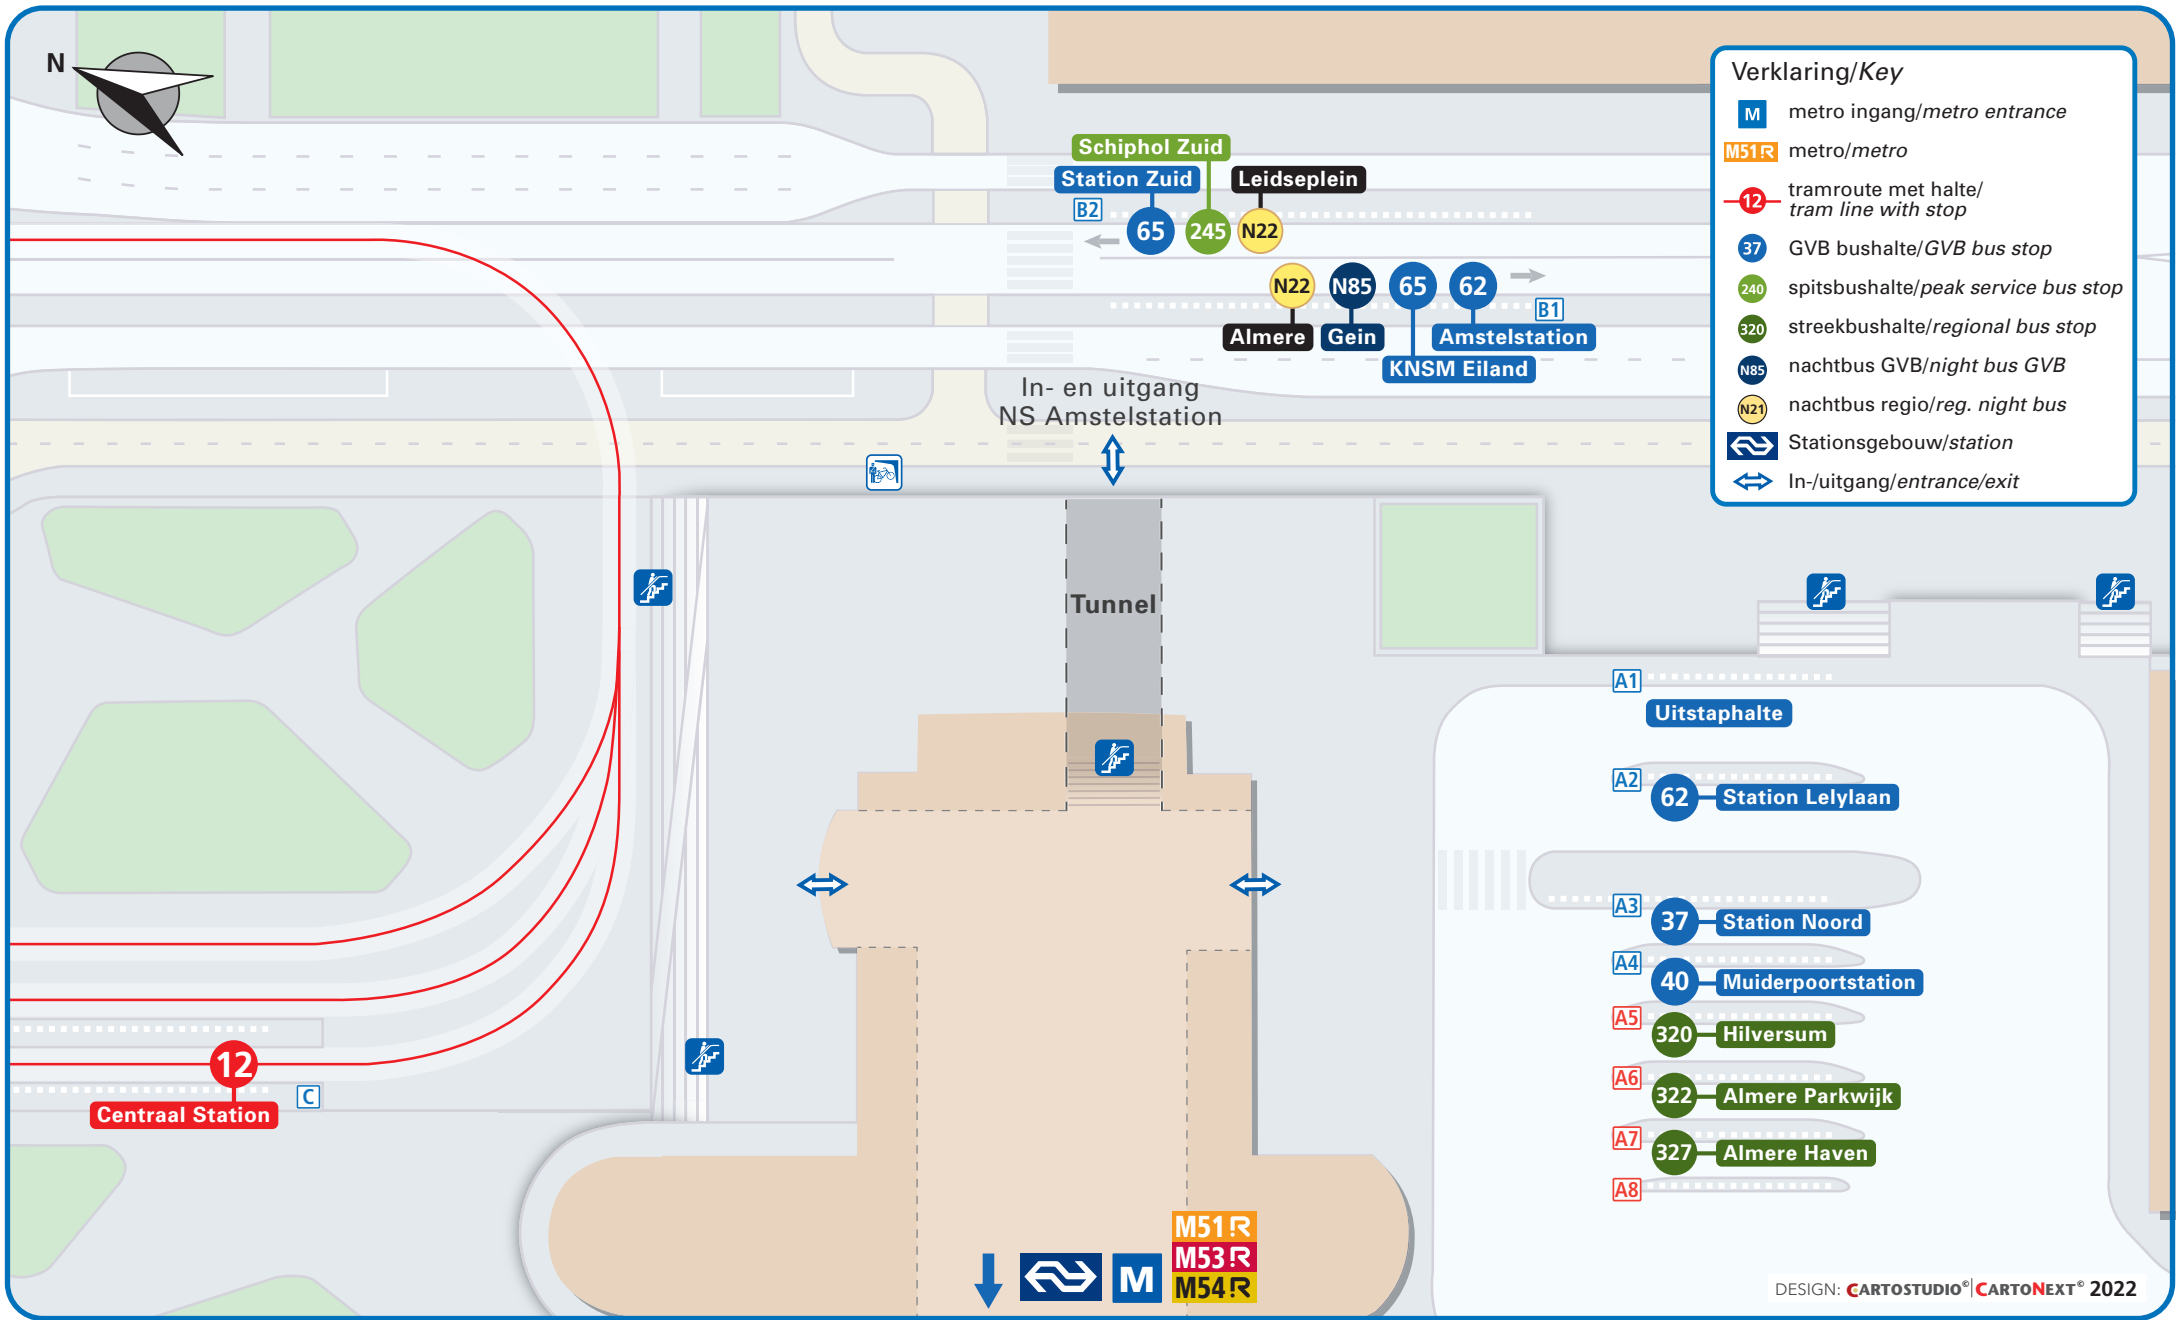 N
Verklaring/Key
M
metro ingang/metro entrance
M51
metro/metro
12
tramroute met halte/
tram line with stop
37
GVB bushalte/GVB bus stop
240
spitsbushalte/peak service bus stop
320
streekbushalte/regional bus stop
N85
nachtbus GVB/night bus GVB
N21
nachtbus regio/reg. night bus
Stationsgebouw/station
In-/uitgang/entrance/exit
Schiphol Zuid
Station Zuid
Leidseplein
B2
65
245
N22
N22
N85
65
62
B1
Almere
Gein
Amstelstation
KNSM Eiland
In- en uitgang
NS Amstelstation
Tunnel
A1
Uitstaphalte
A2
62
Station Lelylaan
A3
37
Station Noord
A4
40
Muiderpoortstation
A5
320
Hilversum
A6
322
Almere Parkwijk
A7
327
Almere Haven
A8
12
C
Centraal Station
M
M51R
M53R
M54R
DESIGN: CARTOSTUDIO© | CARTONEXT© 2022